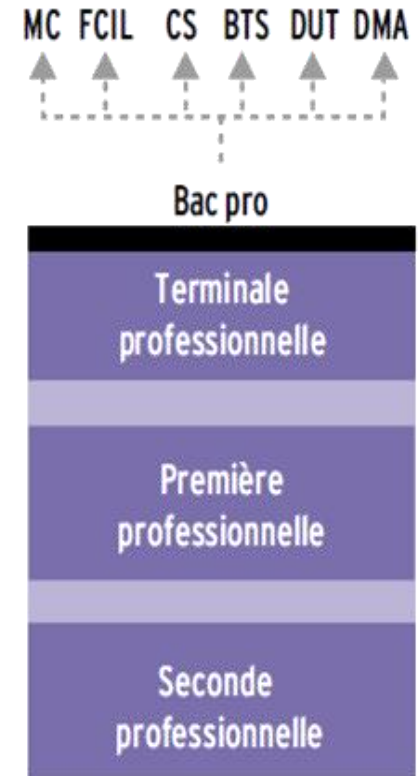 MC FCIL CS BTS DUT DMA
Bac pro
Terminale
professionnelle
Première
professionnelle
Seconde
professionnelle